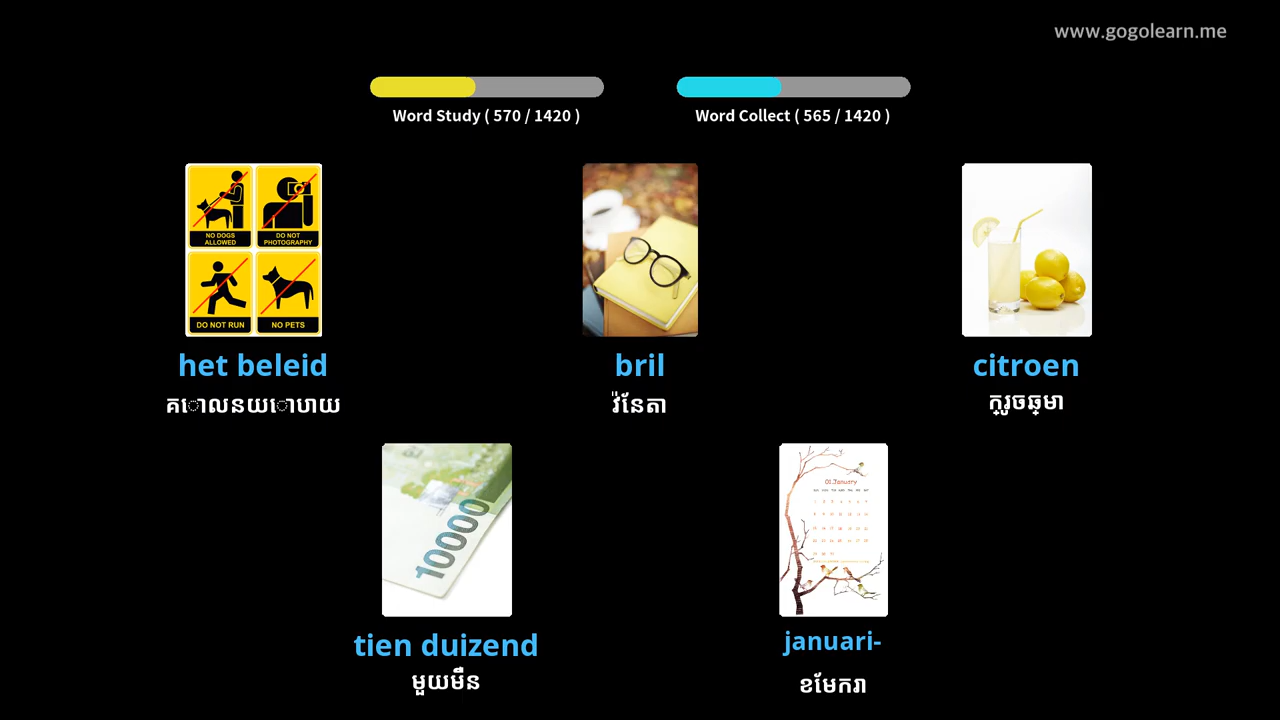 www.gogolearn.me
Word Study ( 570 / 1420 )
Word Collect ( 565 / 1420 )
NO DOGS
ALLOWED
DO NOT
PHOTOGRAPHY
DO NOT RUN
NO PETS
het beleid
គោលនយោបាយ
bril
វ៉ែនតា
citroen
ក្រូចឆ្មា
10000
tien duizend
មួយម៉ឺន
01.January
januari-
ខែមករា